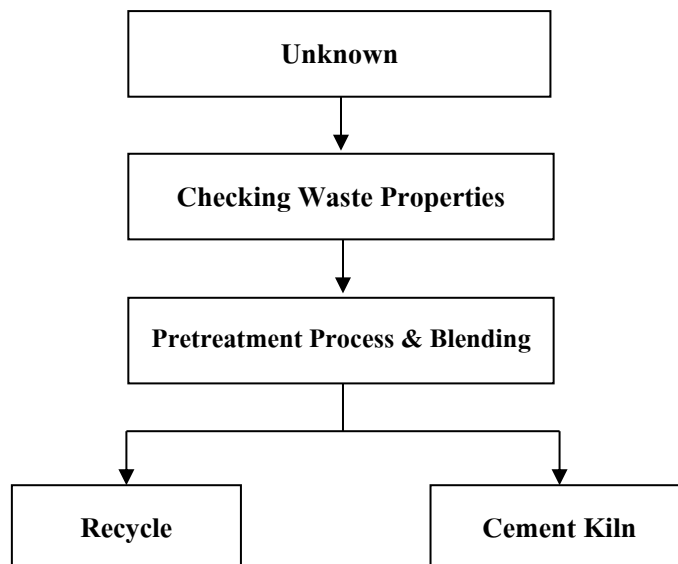 Unknown
Checking Waste Properties
Pretreatment Process & Blending
Recycle
Cement Kiln